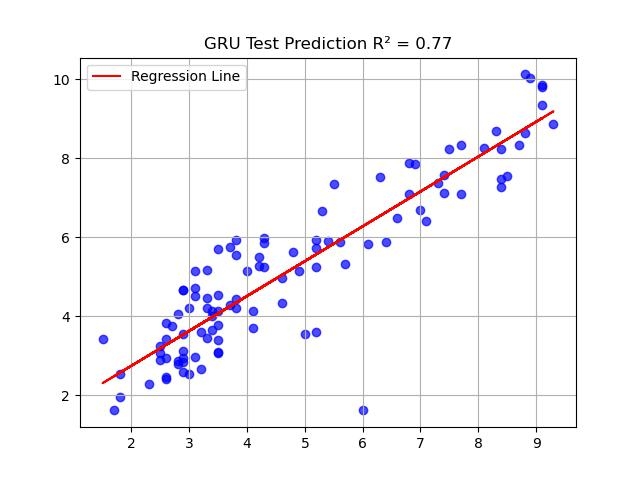 GRU Test Prediction R² = 0.77
Regression Line
10
8
6
4
2
2 3 4 5 6 7 8 9